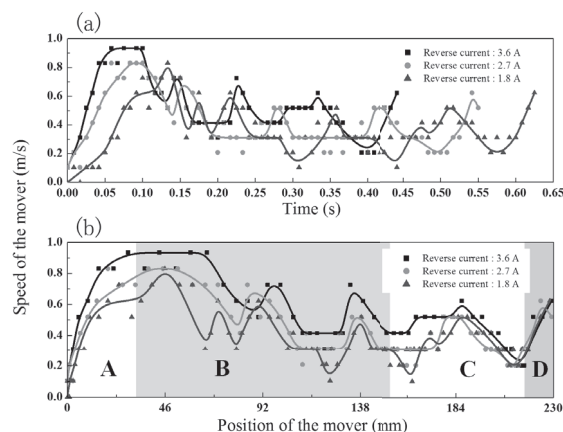 (a)
1.0
0.8
0.6
0.4
0.2
0.0
Reverse current : 3.6 A
Reverse current : 2.7 A
Reverse current : 1.8 A
0.00 0.05 0.10 0.15 0.20 0.25 0.30 0.35 0.40 0.45 0.50 0.55 0.60 0.65
Time (s)
Speed of the mover (m/s)
(b)
1.0
0.8
0.6
0.4
0.2
0.0
Reverse current : 3.6 A
Reverse current : 2.7 A
Reverse current : 1.8 A
A B C D
0 46 92 138 184 230
Position of the mover (mm)